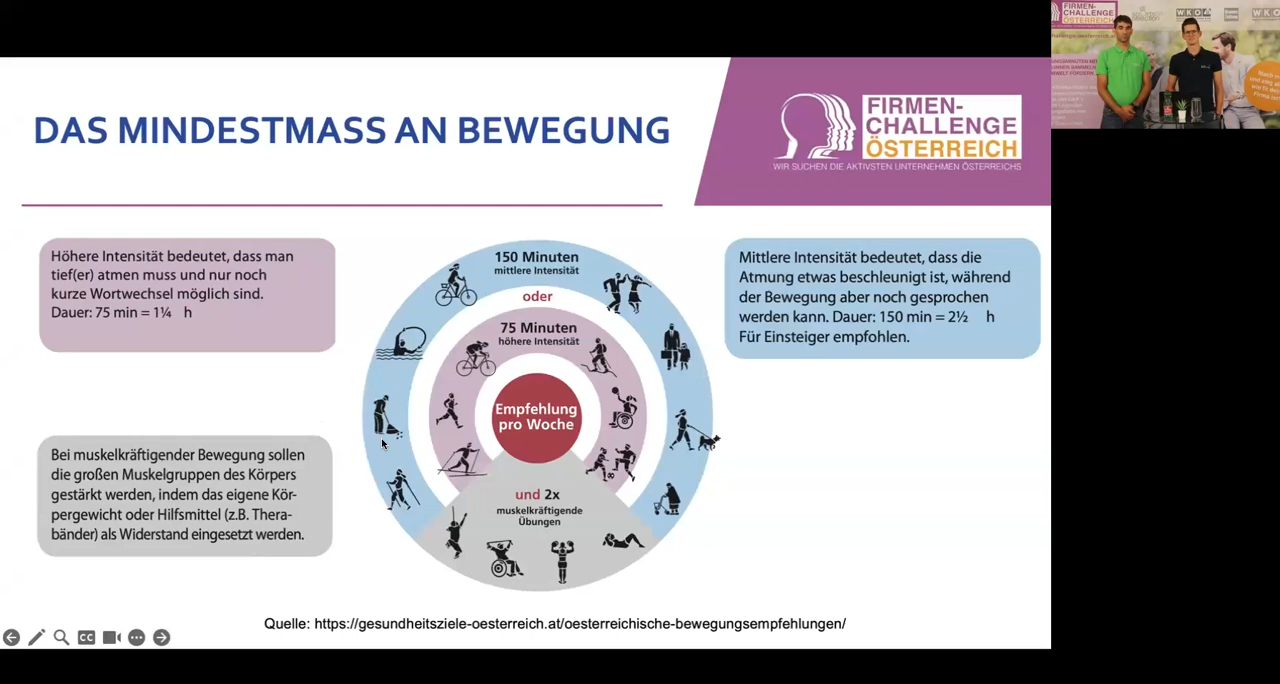 DAS MINDESTMASS AN BEWEGUNG
FIRMEN-
CHALLENGE
ÖSTERREICH
WIR SUCHEN DIE AKTIVSTEN UNTERNEHMEN ÖSTERREICHS
Höhere Intensität bedeutet, dass man
tief(er) atmen muss und nur noch
kurze Wortwechsel möglich sind.
Dauer: 75 min = 1¼ h
Bei muskelkräftigender Bewegung sollen
die großen Muskelgruppen des Körpers
gestärkt werden, indem das eigene Kör-
pergewicht oder Hilfsmittel (z.B. Thera-
bänder) als Widerstand eingesetzt werden.
150 Minuten
mittlere Intensität
oder
75 Minuten
höhere Intensität
Empfehlung
pro Woche
und 2x
muskelkräftigende
Übungen
Mittlere Intensität bedeutet, dass die
Atmung etwas beschleunigt ist, während
der Bewegung aber noch gesprochen
werden kann. Dauer: 150 min = 2½ h
Für Einsteiger empfohlen.
Quelle: https://gesundheitsziele-oesterreich.at/oesterreichische-bewegungsempfehlungen/
CC
FIRMEN-
CHALLENGE
ÖSTERREICH
WKO
WKO